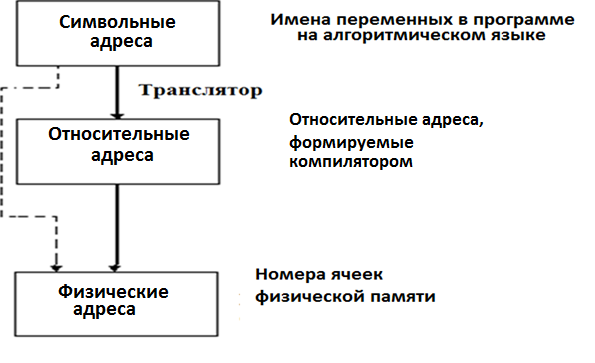 Символьные
адреса
Имена переменных в программе
на алгоритмическом языке
Транслятор
Относительные
адреса
Относительные адреса,
формируемые
компилятором
Физические
адреса
Номера ячеек
физической памяти